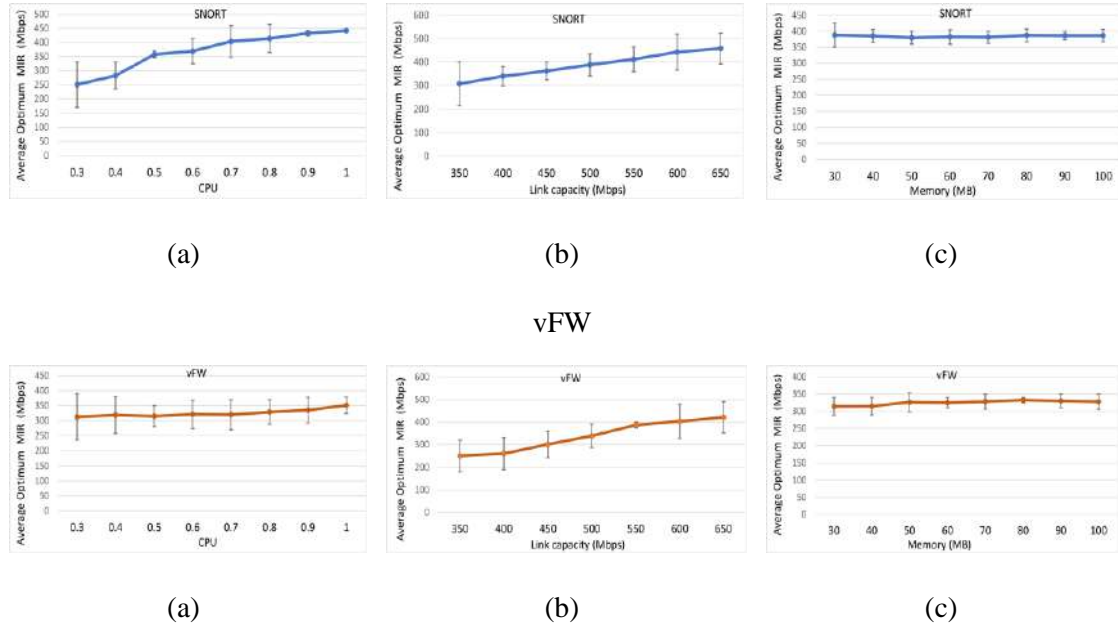 SNORT
Average Optimum MIR (Mbps)
500
450
400
350
300
250
200
150
100
50
0
0.3 0.4 0.5 0.6 0.7 0.8 0.9 1
CPU
SNORT
Average Optimum MIR (Mbps)
600
500
400
300
200
100
0
350 400 450 500 550 600 650
Link capacity (Mbps)
SNORT
Average Optimum MIR (Mbps)
450
400
350
300
250
200
150
100
50
0
30 40 50 60 70 80 90 100
Memory (MB)
(a) (b) (c)
vFW
vFW
Average Optimum MIR (Mbps)
450
400
350
300
250
200
150
100
50
0
0.3 0.4 0.5 0.6 0.7 0.8 0.9 1
CPU
vFW
Average Optimum MIR (Mbps)
600
500
400
300
200
100
0
350 400 450 500 550 600 650
Link capacity (Mbps)
vFW
Average Optimum MIR (Mbps)
400
350
300
250
200
150
100
50
0
30 40 50 60 70 80 90 100
Memory (MB)
(a) (b) (c)